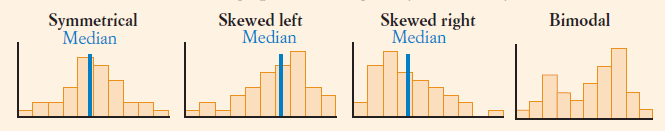 Symmetrical
Median
Skewed left
Median
Skewed right
Median
Bimodal